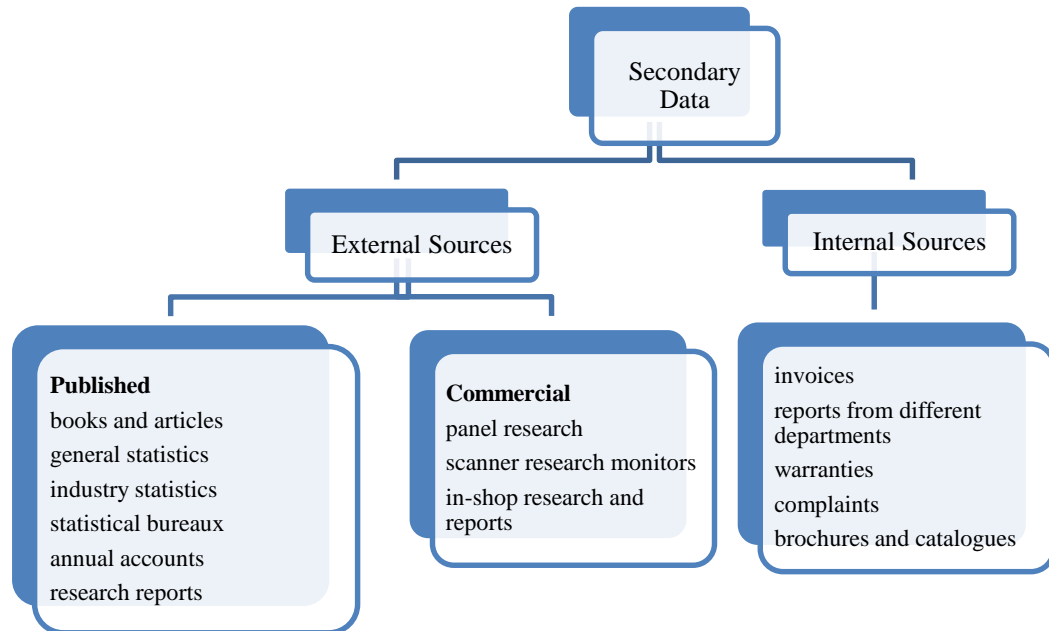 Secondary
Data
External Sources
Internal Sources
Published
books and articles
general statistics
industry statistics
statistical bureaux
annual accounts
research reports
Commercial
panel research
scanner research monitors
in-shop research and
reports
invoices
reports from different
departments
warranties
complaints
brochures and catalogues